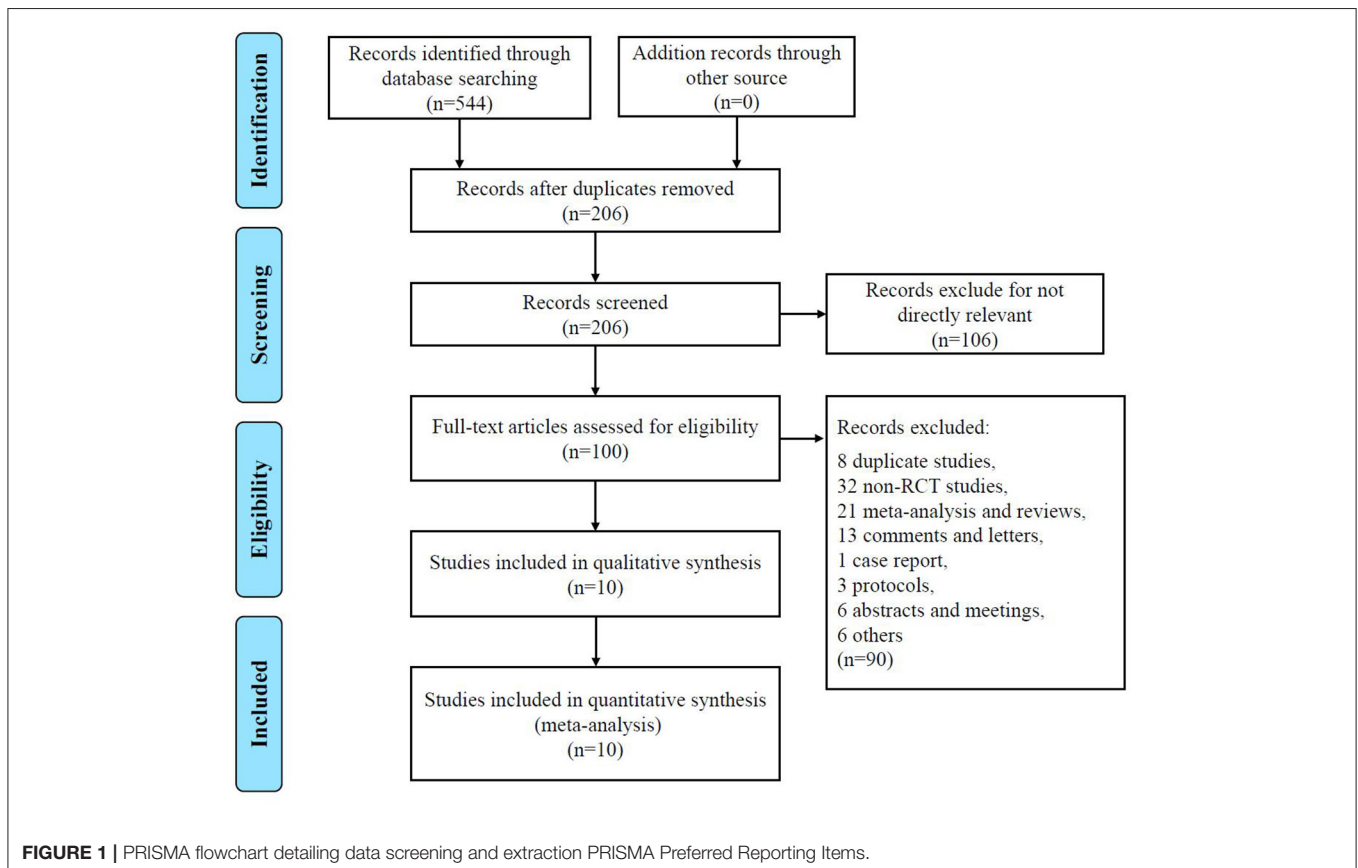 Identification
Records identified through
database searching
(n=544)
Addition records through
other source
(n=0)
Records after duplicates removed
(n=206)
Screening
Records screened
(n=206)
Records exclude for not
directly relevant
(n=106)
Eligibility
Full-text articles assessed for eligibility
(n=100)
Records excluded:
8 duplicate studies,
32 non-RCT studies,
21 meta-analysis and reviews,
13 comments and letters,
1 case report,
3 protocols,
6 abstracts and meetings,
6 others
(n=90)
Studies included in qualitative synthesis
(n=10)
Included
Studies included in quantitative synthesis
(meta-analysis)
(n=10)
FIGURE 1 | PRISMA flowchart detailing data screening and extraction PRISMA Preferred Reporting Items.